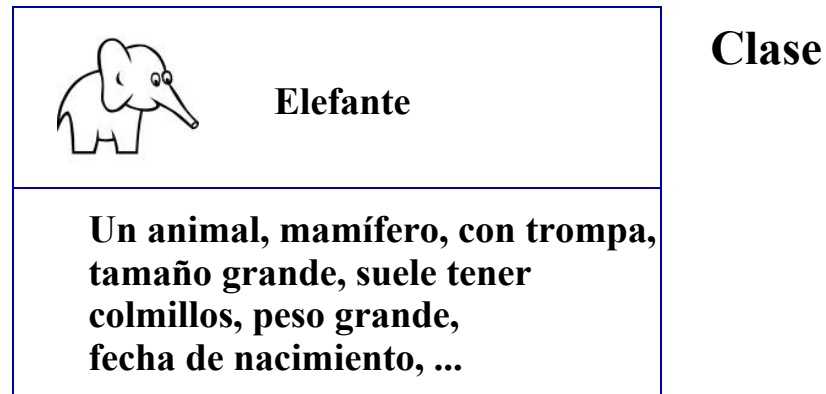 Clase
Elefante
Un animal, mamífero, con trompa,
tamaño grande, suele tener
colmillos, peso grande,
fecha de nacimiento, ...